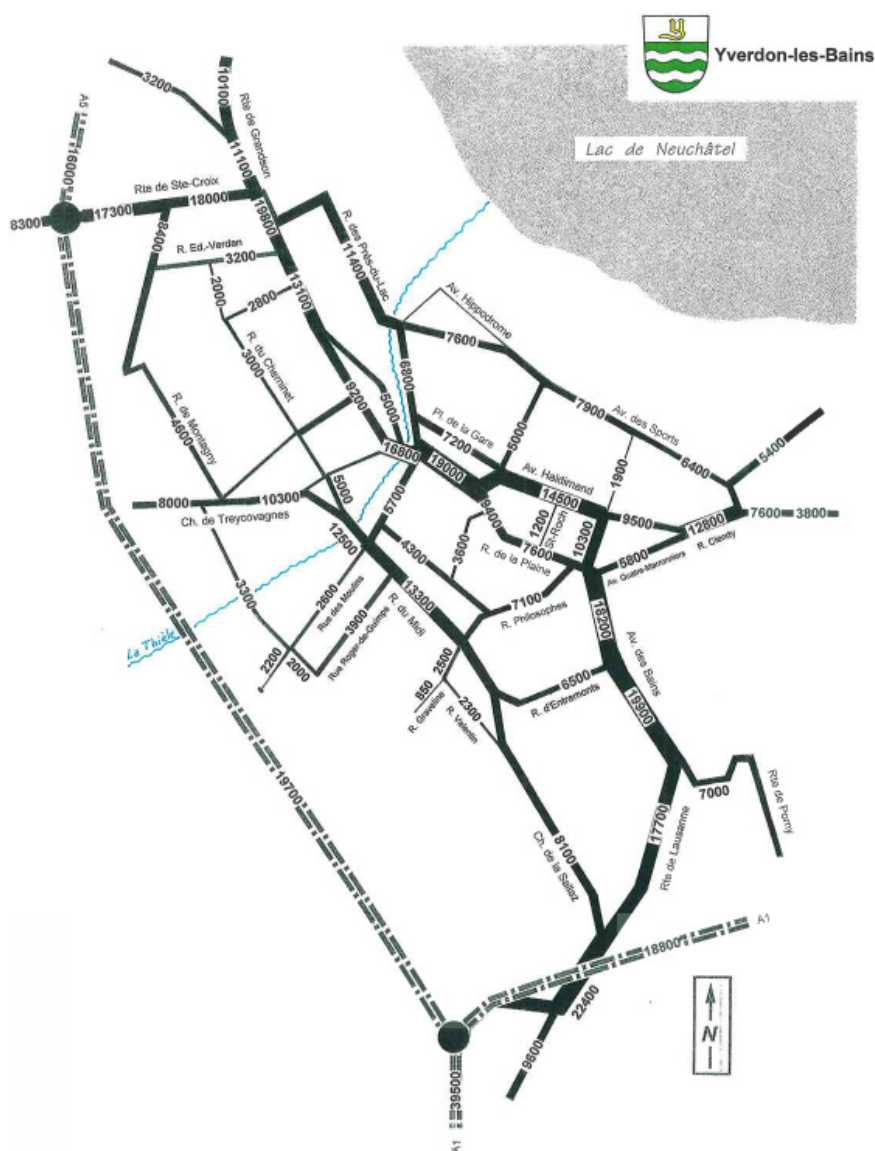 Yverdon-les-Bains
Lac de Neuchâtel
3200
10100
Rte de Grandson
A5
16000
11100
Rte de Ste-Croix
8300
17300
18000
19800
8400
R. Ed.-Verdan
3200
R. des Prés-du-Lac
11400
2000
2800
13100
Av. Hippodrome
7600
R. du Cheminet
3000
6800
9200
5000
Pl. de la Gare
7200
5000
7900
Av. des Sports
R. de Montagny
4600
16800
19000
Av. Haldimand
1900
6400
5400
8000
10300
Ch. de Treycovagnes
5000
5700
14500
9400
1200
St-Roch
9500
12800
7600
3800
R. Clendy
12500
4300
3600
R. de la Plaine
7600
10300
5800
Av. Quatre-Marronniers
3300
2600
Rue des Moulins
13300
R. du Midi
7100
R. Philosophes
18200
Av. des Bains
La Thièle
2200
2000
3900
Rue Roger-de-Guimps
2500
850
R. Graveline
2300
R. Valentin
6500
R. d'Entremonts
19900
7000
Rte de Pomy
19700
8100
Ch. de la Sallaz
17700
Rte de Lausanne
18800
A1
22400
N
9600
39500
A1